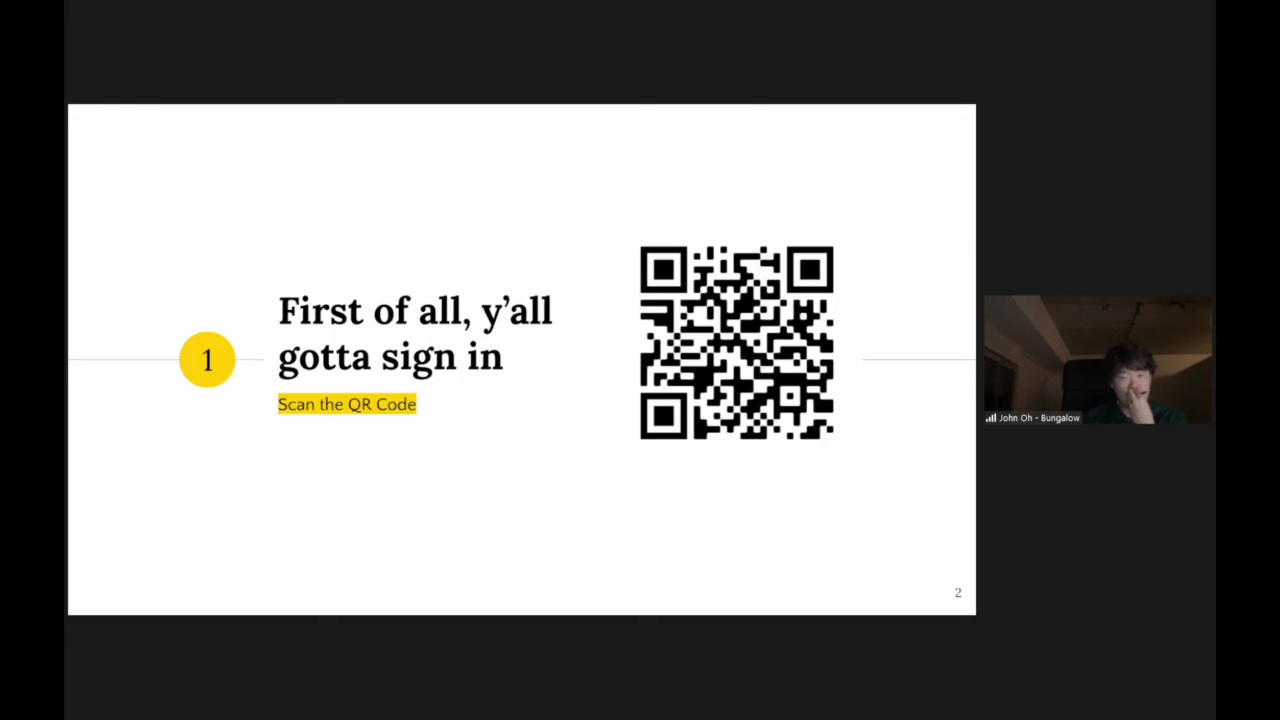 1
First of all, y’all
gotta sign in
Scan the QR Code
2
John Oh - Bungalow